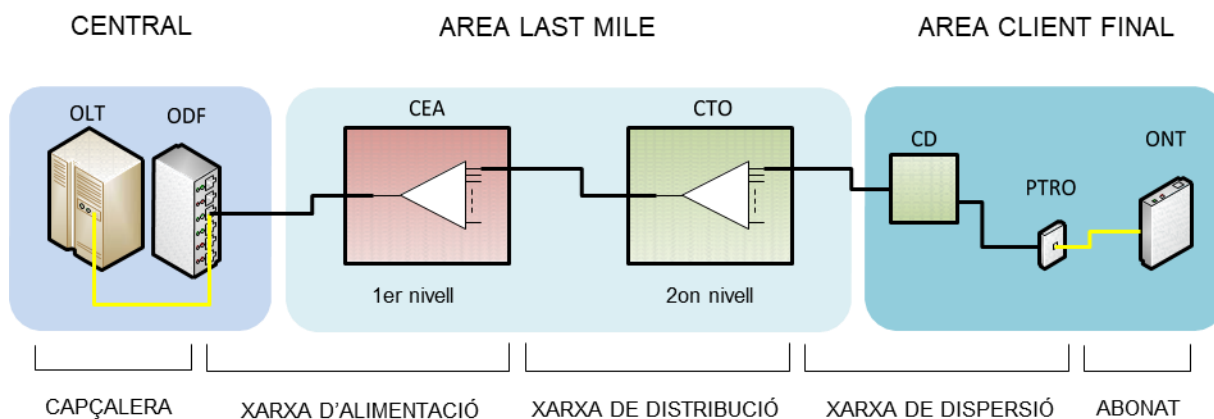 CENTRAL
AREA LAST MILE
AREA CLIENT FINAL
OLT
ODF
CEA
CTO
CD
PTRO
ONT
1er nivell
2on nivell
CAPÇALERA
XARXA D'ALIMENTACIÓ
XARXA DE DISTRIBUCIÓ
XARXA DE DISPERSIÓ
ABONAT